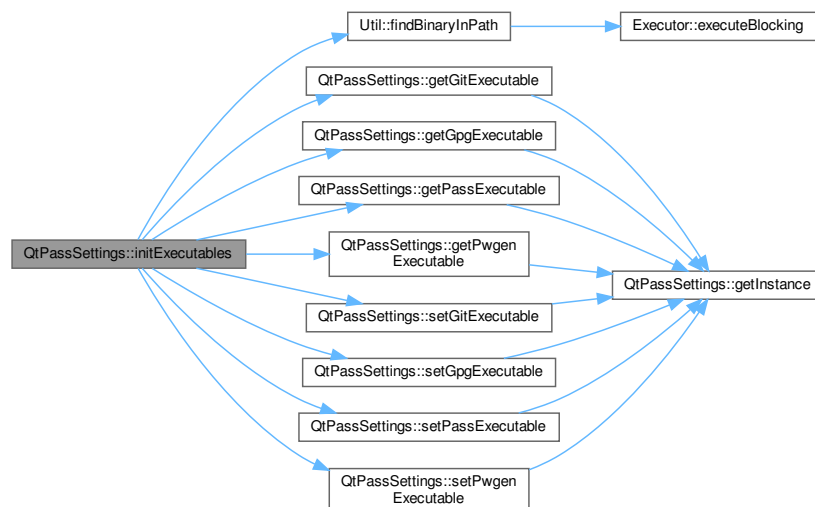 Util::findBinaryInPath
Executor::executeBlocking
QtPassSettings::getGitExecutable
QtPassSettings::getGpgExecutable
QtPassSettings::getPassExecutable
QtPassSettings::initExecutables
QtPassSettings::getPwgen
Executable
QtPassSettings::getInstance
QtPassSettings::setGitExecutable
QtPassSettings::setGpgExecutable
QtPassSettings::setPassExecutable
QtPassSettings::setPwgen
Executable